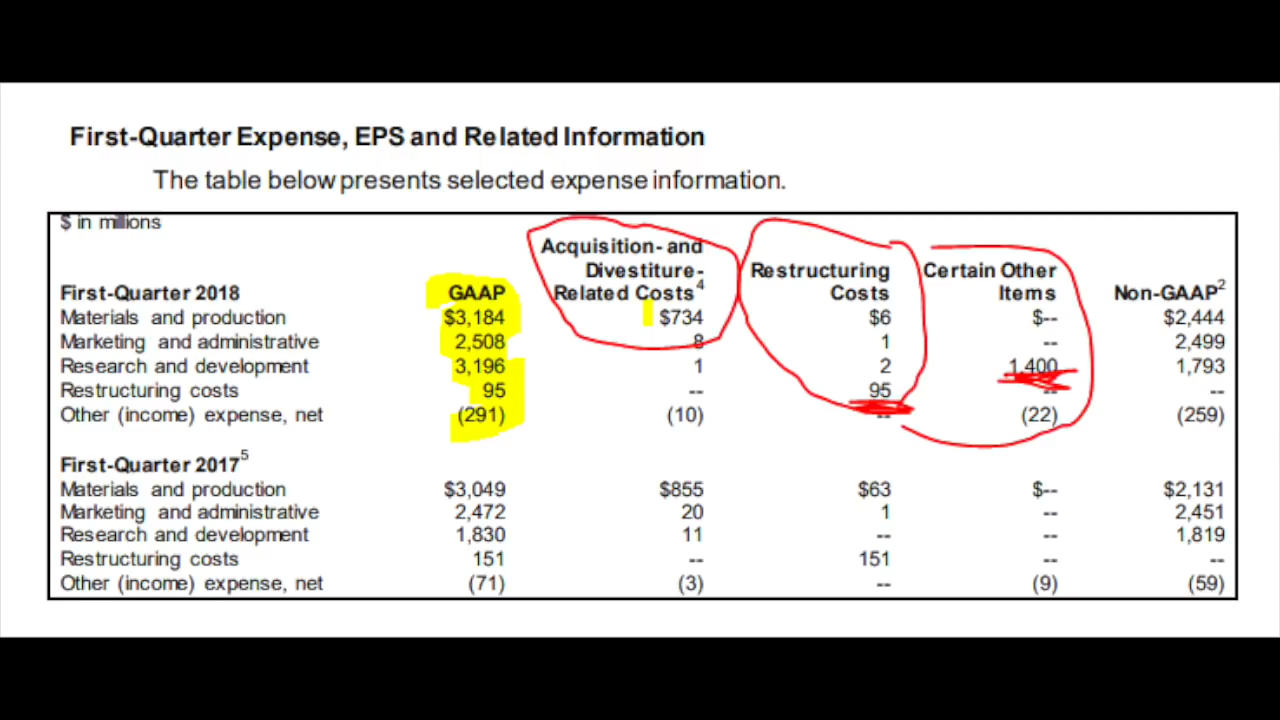 First-Quarter Expense, EPS and Related Information
The table below presents selected expense information.
$ in millions
Acquisition- and
Divestiture- Restructuring Certain Other
First-Quarter 2018 GAAP Related Costs4 Costs Items Non-GAAP2
Materials and production $3,184 $734 $6 $-- $2,444
Marketing and administrative 2,508 8 1 -- 2,499
Research and development 3,196 1 2 1,400 1,793
Restructuring costs 95 -- 95 -- --
Other (income) expense, net (291) (10) -- (22) (259)
First-Quarter 20175
Materials and production $3,049 $855 $63 $-- $2,131
Marketing and administrative 2,472 20 1 -- 2,451
Research and development 1,830 11 -- -- 1,819
Restructuring costs 151 -- 151 -- --
Other (income) expense, net (71) (3) -- (9) (59)